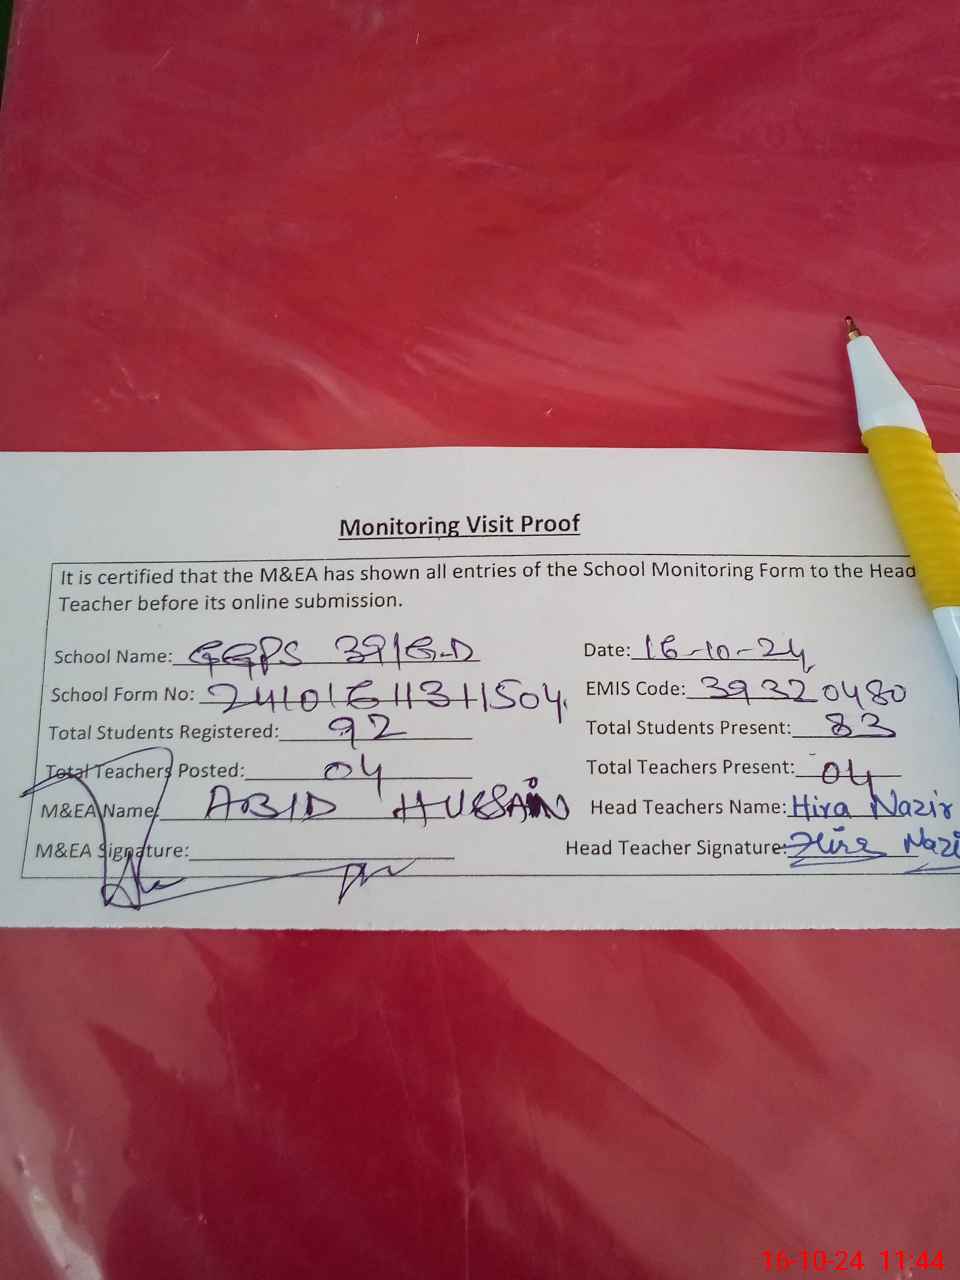 Monitoring Visit Proof
It is certified that the M&EA has shown all entries of the School Monitoring Form to the Head
Teacher before its online submission.
School Name: GGPS 39/G.D Date: 16-10-24
School Form No: EMIS Code: 39320480
Total Students Registered: 92 Total Students Present: 83
Total Teachers Posted: 04 Total Teachers Present: 04
M&EA Name: ABID HUSSAIN Head Teachers Name: Hira Nazir
M&EA Signature: Head Teacher Signature: Hira Nazi
16-10-24 11:44